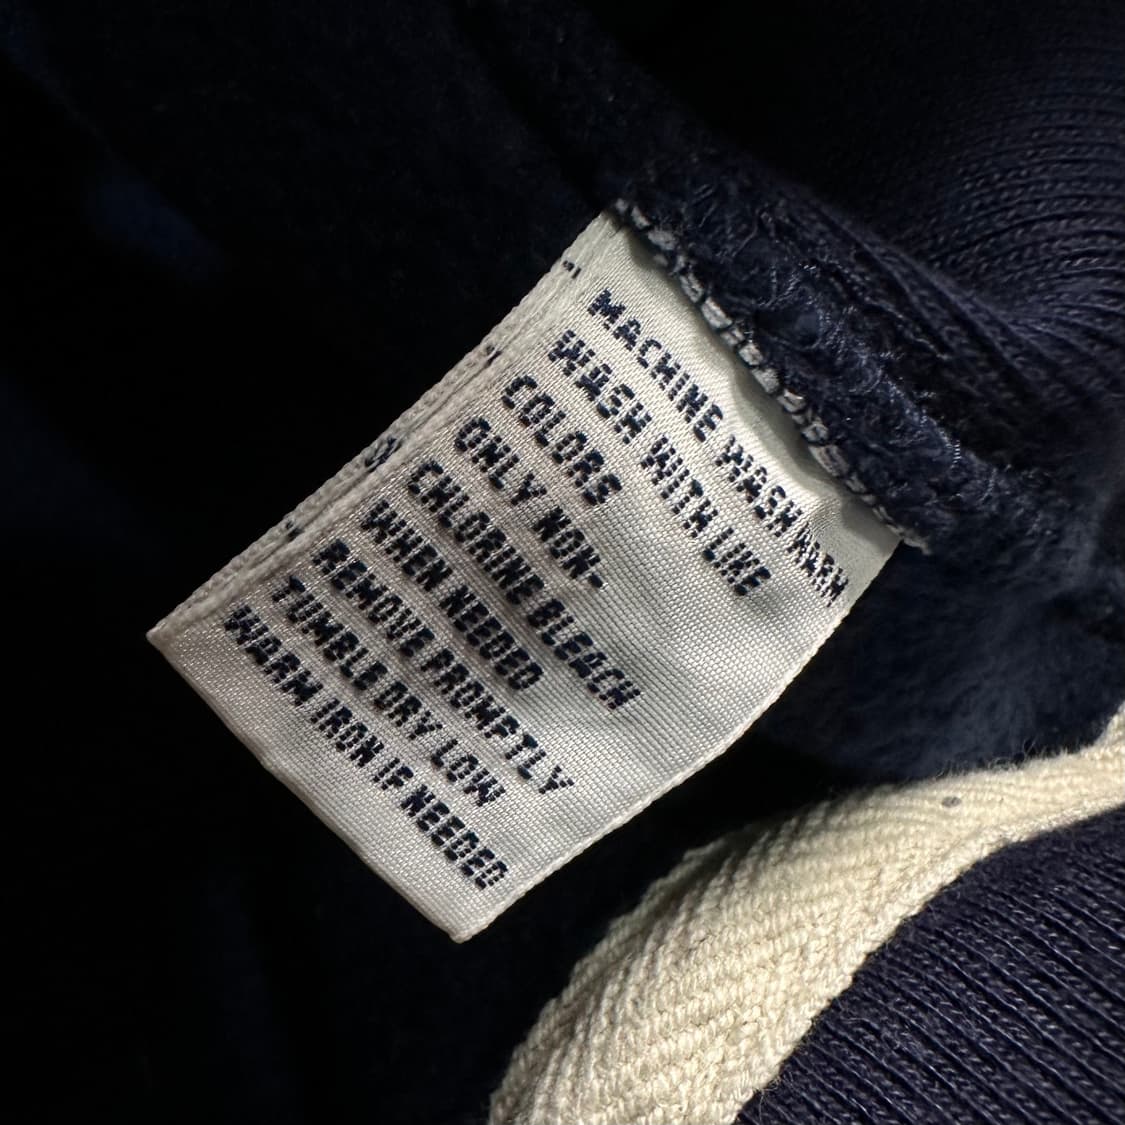 MACHINE WASH WARM
WASH WITH LIKE
COLORS
ONLY NON-
CHLORINE BLEACH
WHEN NEEDED
REMOVE PROMPTLY
TUMBLE DRY LOW
WARM IRON IF NEEDED